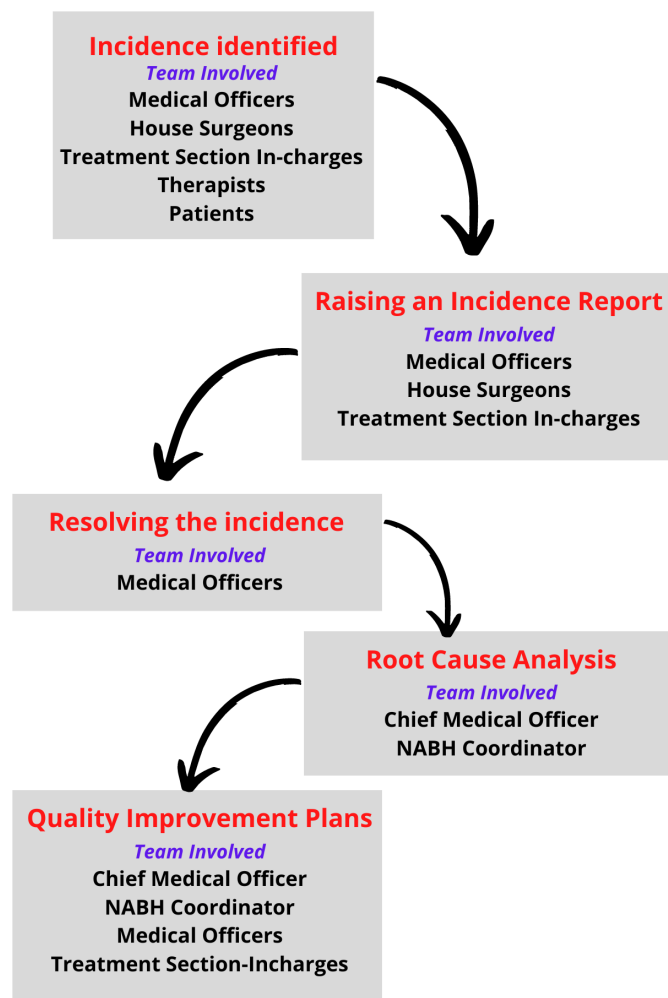 Incidence identified
Team Involved
Medical Officers
House Surgeons
Treatment Section In-charges
Therapists
Patients
Raising an Incidence Report
Team Involved
Medical Officers
House Surgeons
Treatment Section In-charges
Resolving the incidence
Team Involved
Medical Officers
Root Cause Analysis
Team Involved
Chief Medical Officer
NABH Coordinator
Quality Improvement Plans
Team Involved
Chief Medical Officer
NABH Coordinator
Medical Officers
Treatment Section-Incharges